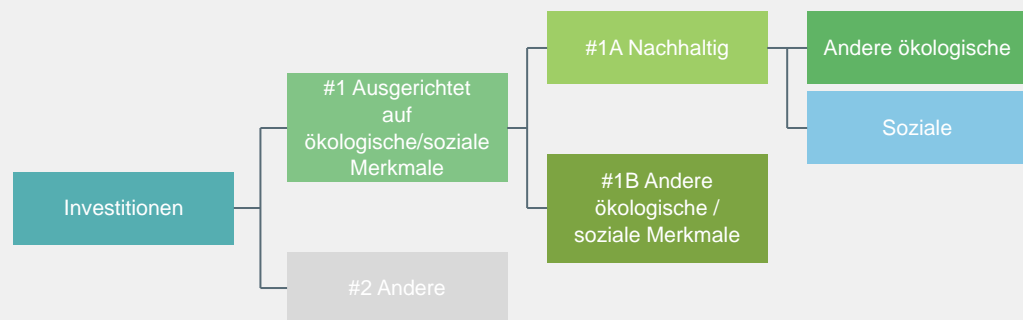 #1A Nachhaltig
Andere ökologische
#1 Ausgerichtet
auf
ökologische/soziale
Merkmale
Soziale
#1B Andere
ökologische /
soziale Merkmale
Investitionen
#2 Andere